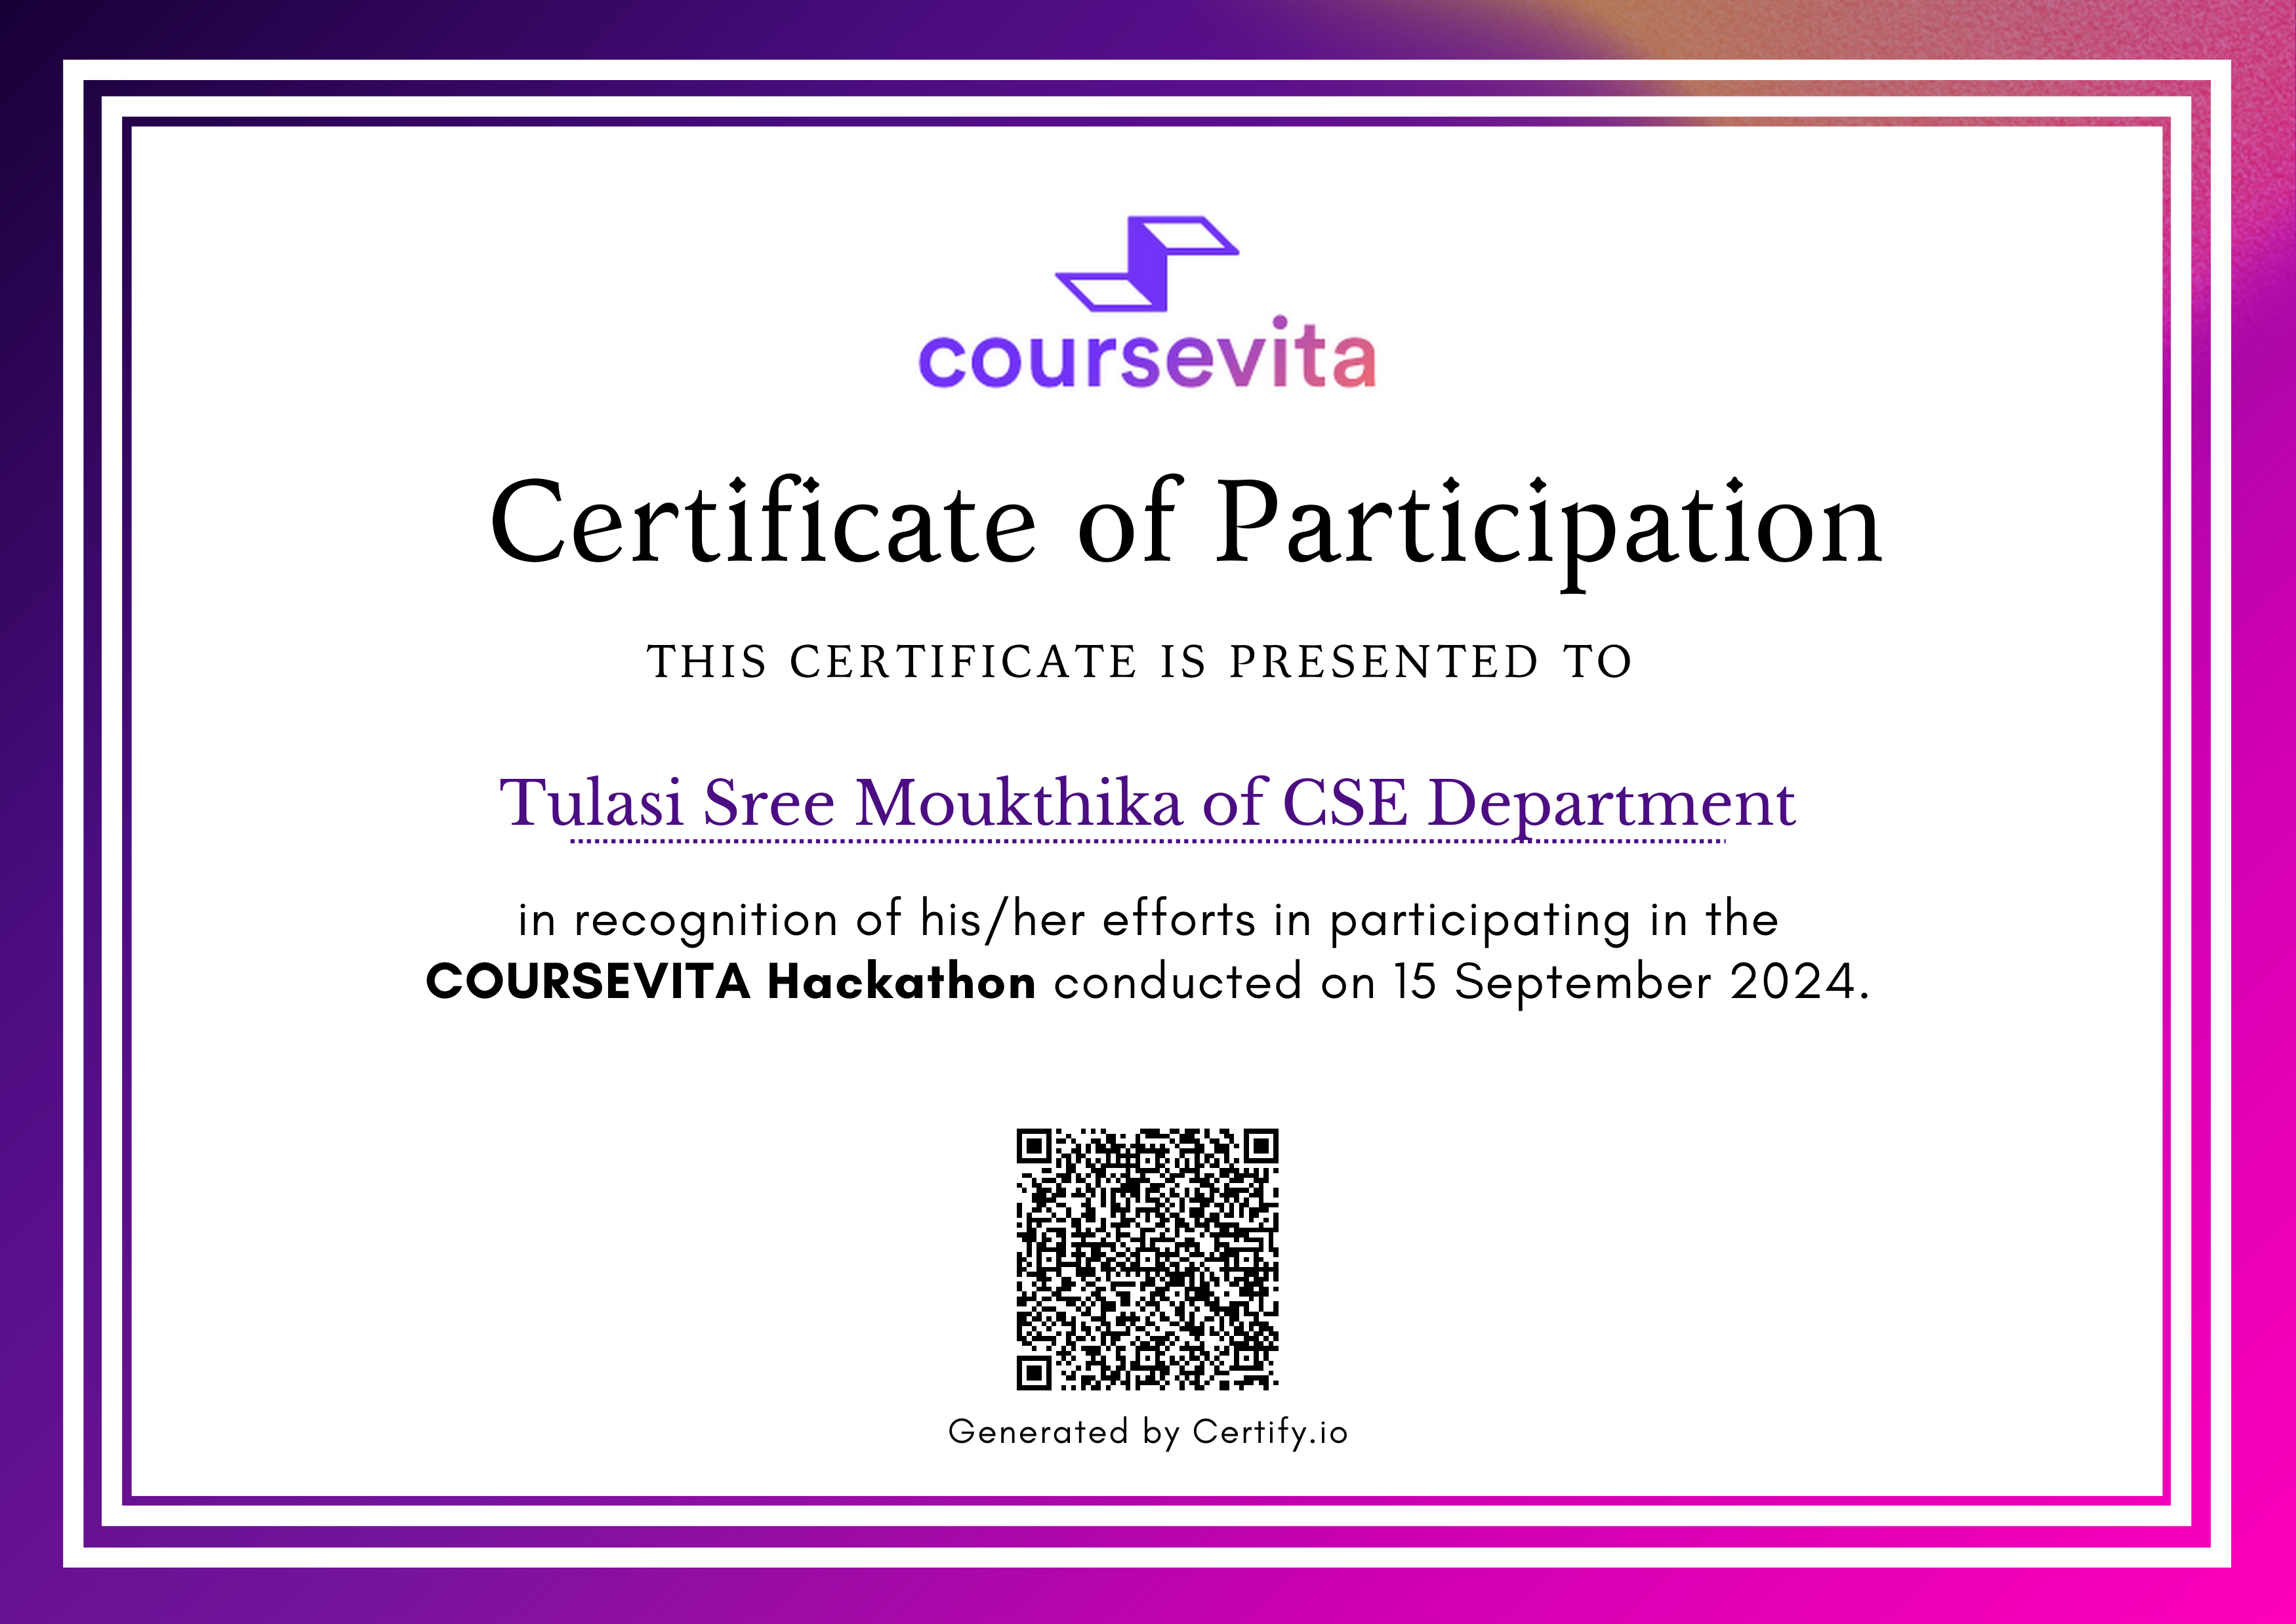 coursevita
Certificate of Participation
THIS CERTIFICATE IS PRESENTED TO
Tulasi Sree Moukthika of CSE Department
in recognition of his/her efforts in participating in the
COURSEVITA Hackathon conducted on 15 September 2024.
Generated by Certify.io